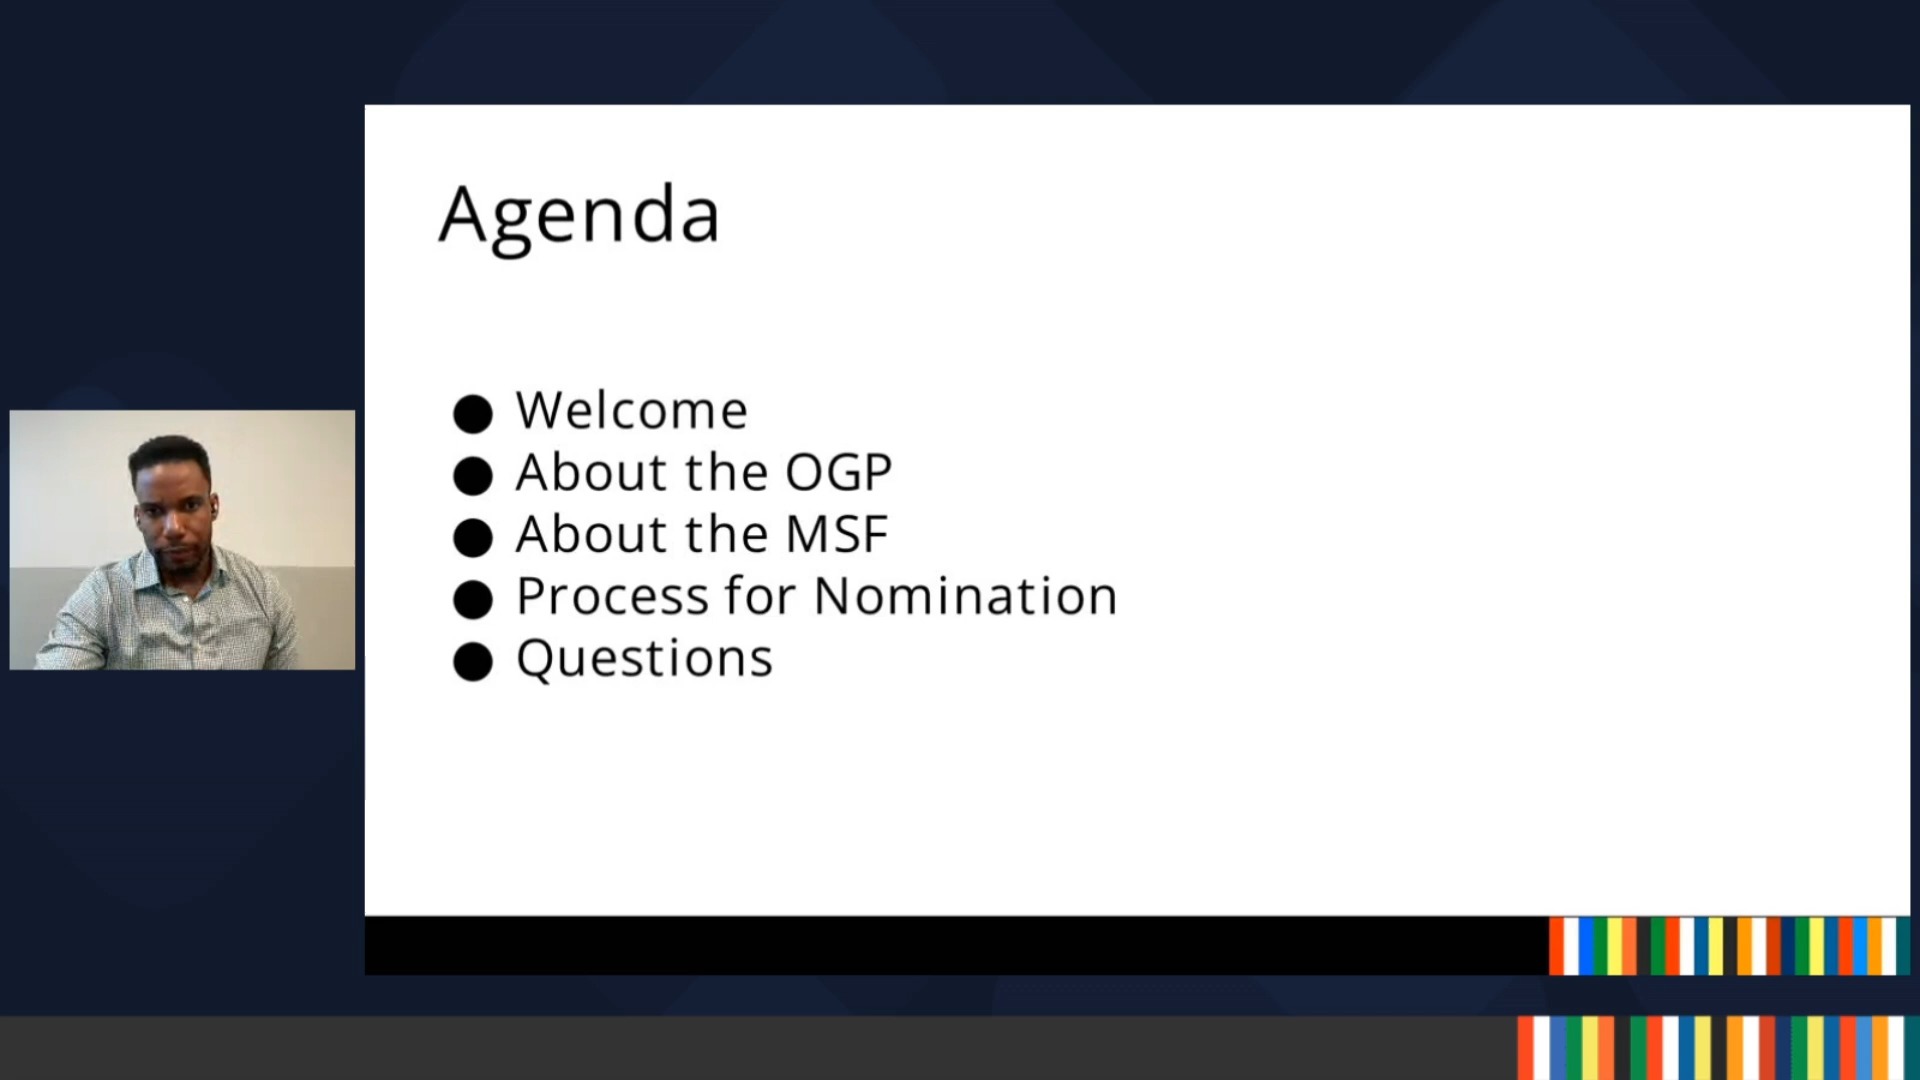 Agenda
● Welcome
● About the OGP
● About the MSF
● Process for Nomination
● Questions